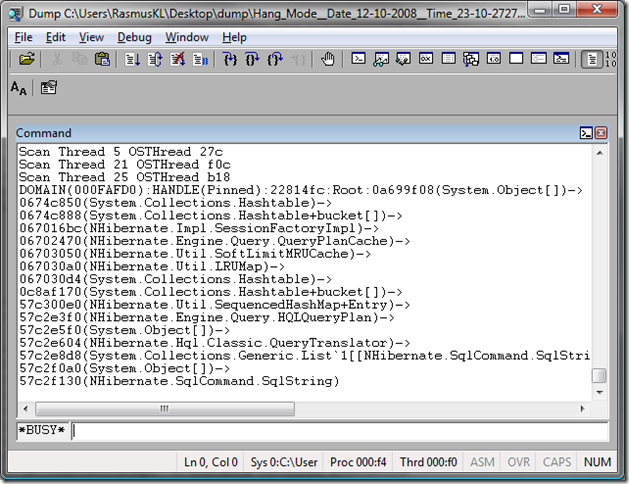 Dump C:\Users\RasmusKL\Desktop\dump\Hang_Mode__Date_12-10-2008__Time_23-10-2727...
File Edit View Debug Window Help
Command
Scan Thread 5 OSTHread 27c
Scan Thread 21 OSTHread f0c
Scan Thread 25 OSTHread b18
DOMAIN(000FAFD0):HANDLE(Pinned):22814fc:Root:0a699f08(System.Object[])->
0674c850(System.Collections.Hashtable)->
0674c888(System.Collections.Hashtable+bucket[])->
067016bc(NHibernate.Impl.SessionFactoryImpl)->
06702470(NHibernate.Engine.Query.QueryPlanCache)->
06703050(NHibernate.Util.SoftLimitMRUCache)->
067030a0(NHibernate.Util.LRUMap)->
067030d4(System.Collections.Hashtable)->
0c8af170(System.Collections.Hashtable+bucket[])->
57c300e0(NHibernate.Util.SequencedHashMap+Entry)->
57c2e3f0(NHibernate.Engine.Query.HQLQueryPlan)->
57c2e5f0(System.Object[])->
57c2e604(NHibernate.Hql.Classic.QueryTranslator)->
57c2e8d8(System.Collections.Generic.List`1[[NHibernate.SqlCommand.SqlStri
57c2f0a0(System.Object[])->
57c2f130(NHibernate.SqlCommand.SqlString)
*BUSY*
Ln 0, Col 0 Sys 0:C:\User Proc 000:f4 Thrd 000:f0 ASM OVR CAPS NUM